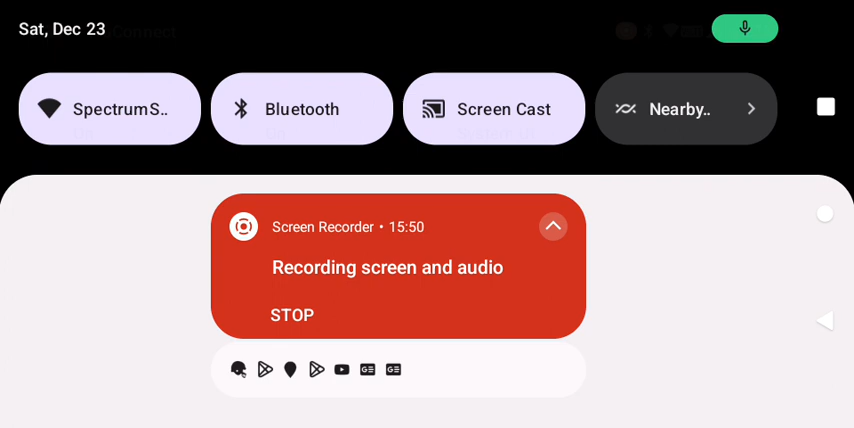 Sat, Dec 23
SpectrumS..
Bluetooth
Screen Cast
Nearby..
Screen Recorder • 15:50
Recording screen and audio
STOP